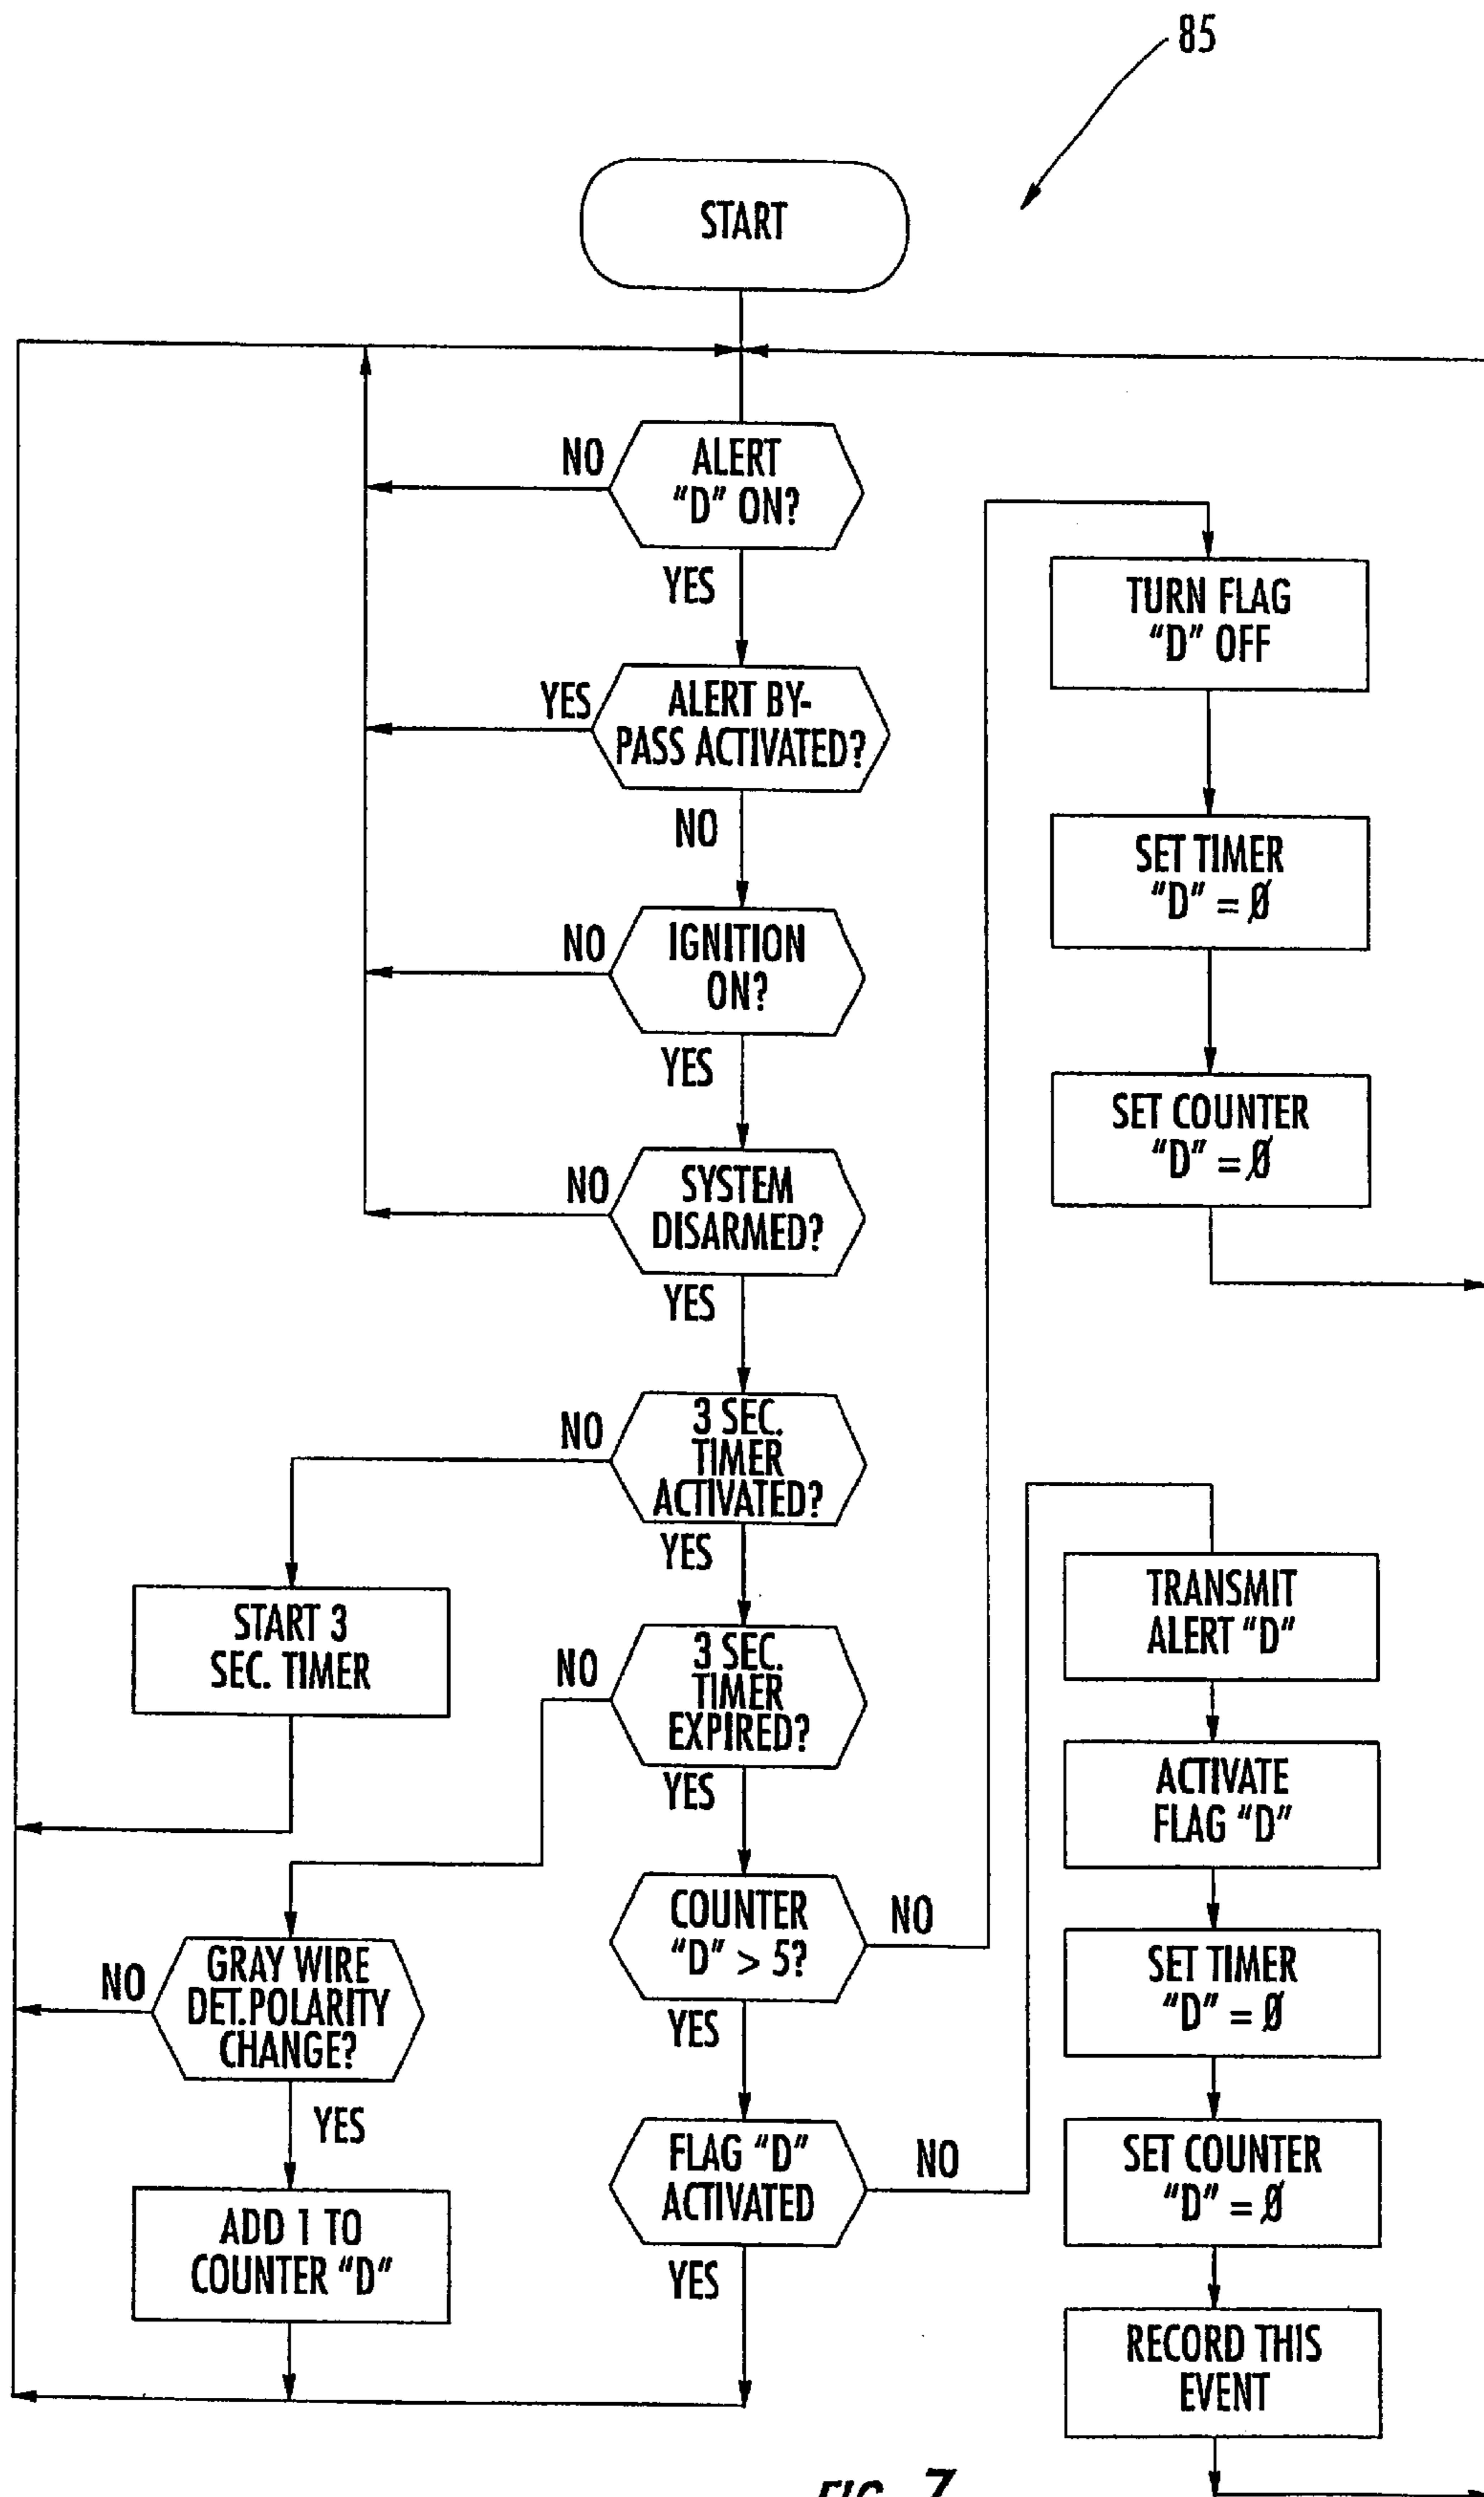 85
START
NO
ALERT
"D" ON?
YES
YES
ALERT BY-
PASS ACTIVATED?
NO
NO
IGNITION
ON?
YES
NO
SYSTEM
DISARMED?
YES
NO
3 SEC.
TIMER
ACTIVATED?
YES
START 3
SEC. TIMER
NO
3 SEC.
TIMER
EXPIRED?
YES
COUNTER
"D" > 5?
NO
YES
NO
GRAY WIRE
DET.POLARITY
CHANGE?
YES
ADD 1 TO
COUNTER "D"
FLAG "D"
ACTIVATED
NO
YES
TURN FLAG
"D" OFF
SET TIMER
"D" = Ø
SET COUNTER
"D" = Ø
TRANSMIT
ALERT "D"
ACTIVATE
FLAG "D"
SET TIMER
"D" = Ø
SET COUNTER
"D" = Ø
RECORD THIS
EVENT
FIG. 7